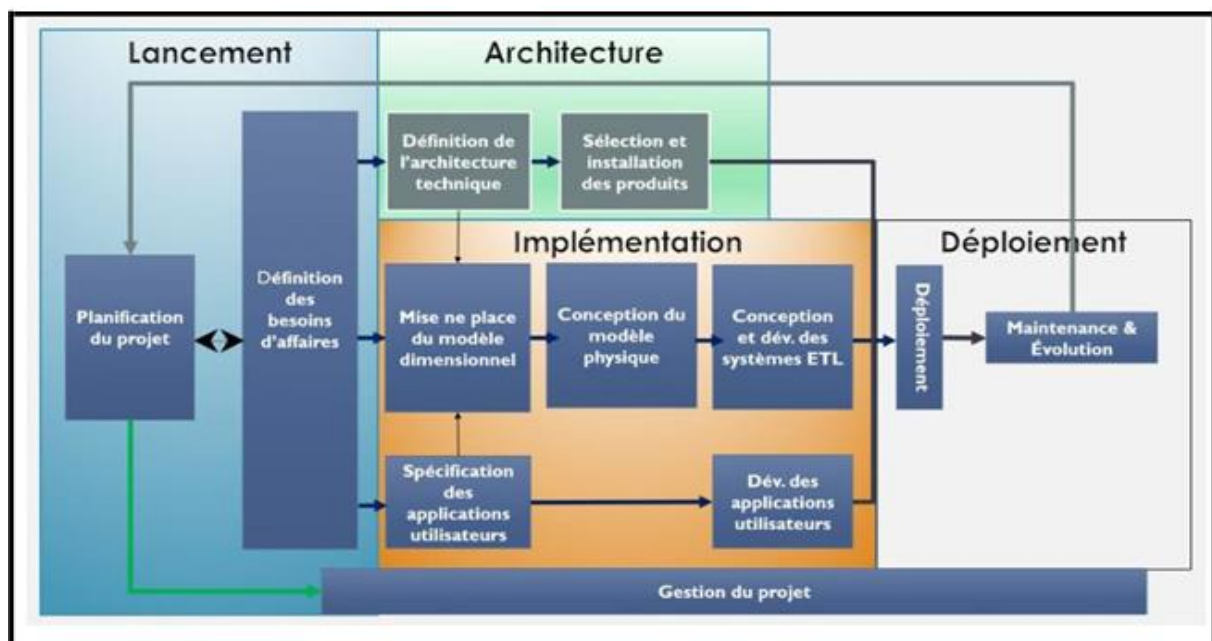 Lancement
Architecture
Définition de
l'architecture
technique
Sélection et
installation
des produits
Implémentation
Déploiement
Planification
du projet
Définition
des
besoins
d'affaires
Mise ne place
du modèle
dimensionnel
Conception du
modèle
physique
Conception
et dév. des
systèmes ETL
Déploiement
Maintenance &
Évolution
Spécification
des
applications
utilisateurs
Dév. des
applications
utilisateurs
Gestion du projet